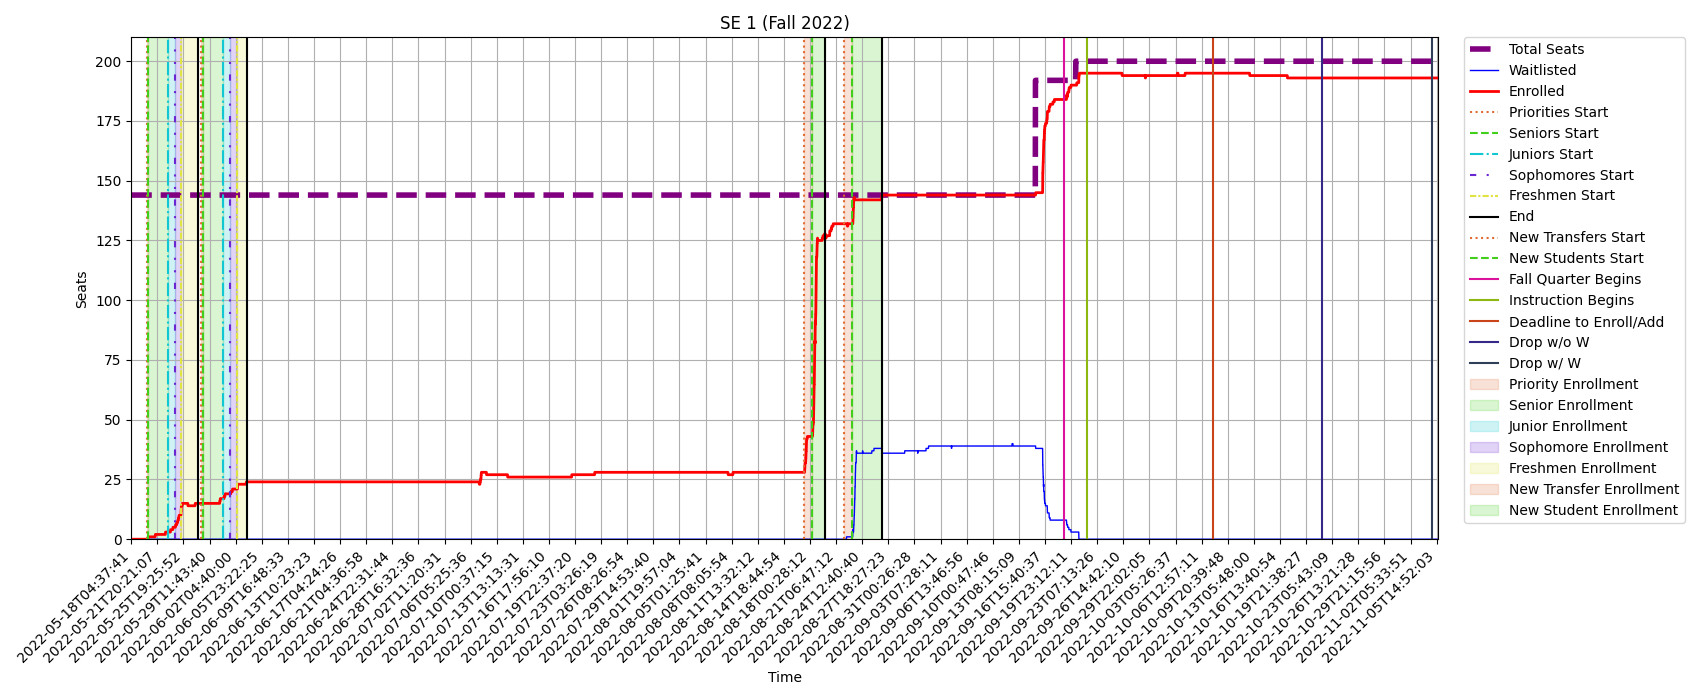 SE 1 (Fall 2022)
Seats
200
175
150
125
100
75
50
25
0
2022-05-18T04:37:41
2022-05-21T20:21:07
2022-05-25T19:25:52
2022-05-29T11:43:40
2022-06-02T04:40:00
2022-06-05T23:22:25
2022-06-09T16:48:33
2022-06-13T10:23:23
2022-06-17T04:24:26
2022-06-21T04:36:58
2022-06-24T22:31:44
2022-06-28T16:32:36
2022-07-02T11:20:31
2022-07-06T05:25:36
2022-07-10T00:37:15
2022-07-13T13:13:31
2022-07-16T17:56:10
2022-07-19T22:37:20
2022-07-23T03:26:19
2022-07-26T08:26:54
2022-07-29T14:53:40
2022-08-01T19:57:04
2022-08-05T01:25:41
2022-08-08T08:05:54
2022-08-11T13:32:12
2022-08-14T18:44:54
2022-08-18T00:28:12
2022-08-21T06:47:12
2022-08-24T12:40:40
2022-08-27T18:27:23
2022-08-31T00:26:28
2022-09-03T07:28:11
2022-09-06T13:46:56
2022-09-10T00:47:46
2022-09-13T08:15:09
2022-09-16T15:40:37
2022-09-19T23:12:11
2022-09-23T07:13:26
2022-09-26T14:42:10
2022-09-29T22:02:05
2022-10-03T05:26:37
2022-10-06T12:57:11
2022-10-09T20:39:48
2022-10-13T05:48:00
2022-10-16T13:40:54
2022-10-19T21:38:27
2022-10-23T05:43:09
2022-10-26T13:21:28
2022-10-29T21:15:56
2022-11-02T05:33:51
2022-11-05T14:52:03
Time
Total Seats
Waitlisted
Enrolled
Priorities Start
Seniors Start
Juniors Start
Sophomores Start
Freshmen Start
End
New Transfers Start
New Students Start
Fall Quarter Begins
Instruction Begins
Deadline to Enroll/Add
Drop w/o W
Drop w/ W
Priority Enrollment
Senior Enrollment
Junior Enrollment
Sophomore Enrollment
Freshmen Enrollment
New Transfer Enrollment
New Student Enrollment